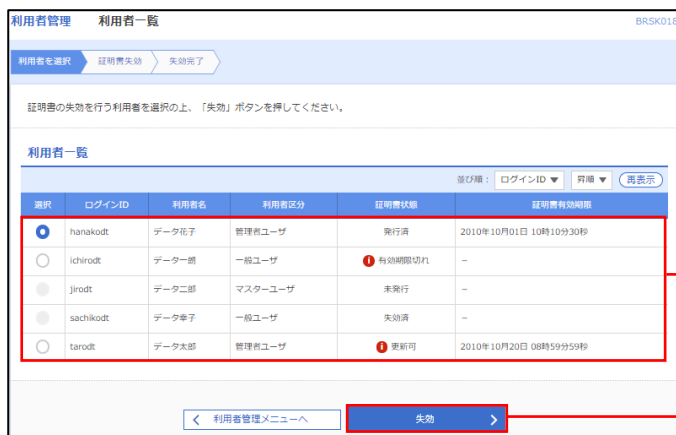 利用者管理 利用者一覧 BRSK018
利用者を選択 証明書失効 失効完了
証明書の失効を行う利用者を選択の上、「失効」ボタンを押してください。
利用者一覧
並び順： ログインID ▼ 昇順 ▼ 再表示
選択 ログインID 利用者名 利用者区分 証明書状態 証明書有効期限
hanakodt データ花子 管理者ユーザ 発行済 2010年10月01日 10時10分30秒
ichirodt データ一朗 一般ユーザ 有効期限切れ －
jirodt データ二郎 マスターユーザ 未発行 －
sachikodt データ幸子 一般ユーザ 失効済 －
tarodt データ太郎 管理者ユーザ 更新可 2010年10月20日 08時59分59秒
利用者管理メニューへ 失効